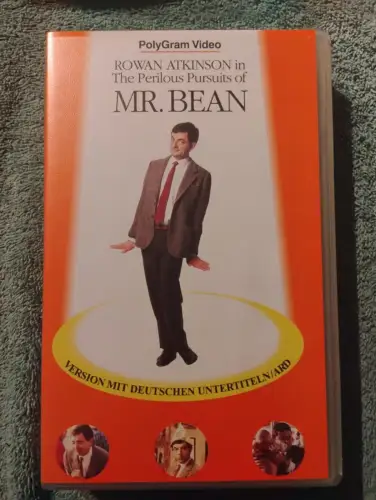 PolyGram Video
ROWAN ATKINSON in
The Perilous Pursuits of
MR. BEAN
VERSION MIT DEUTSCHEN UNTERTITELN/ARD